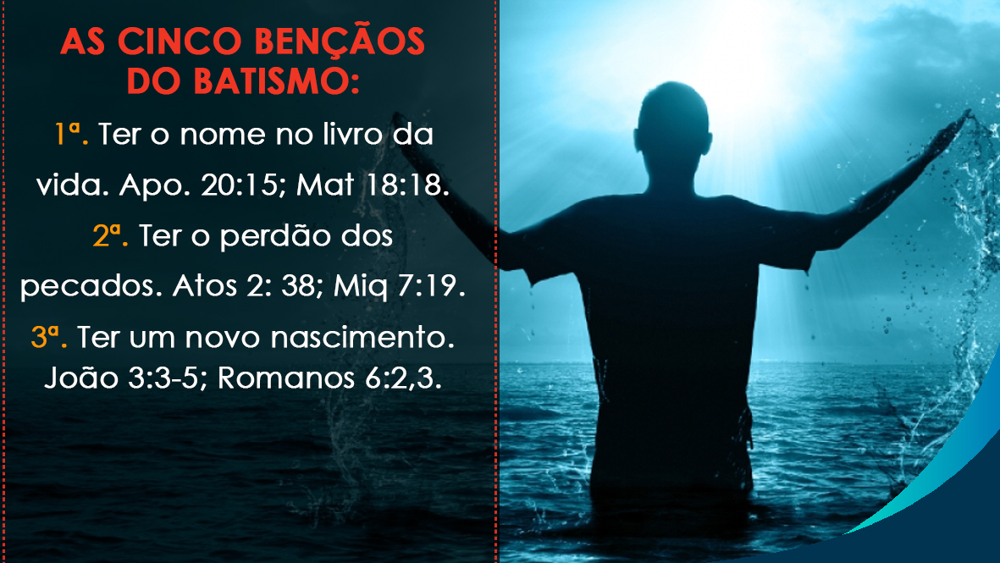 AS CINCO BENÇÃOS
DO BATISMO:
1ª. Ter o nome no livro da
vida. Apo. 20:15; Mat 18:18.
2ª. Ter o perdão dos
pecados. Atos 2: 38; Miq 7:19.
3ª. Ter um novo nascimento.
João 3:3-5; Romanos 6:2,3.